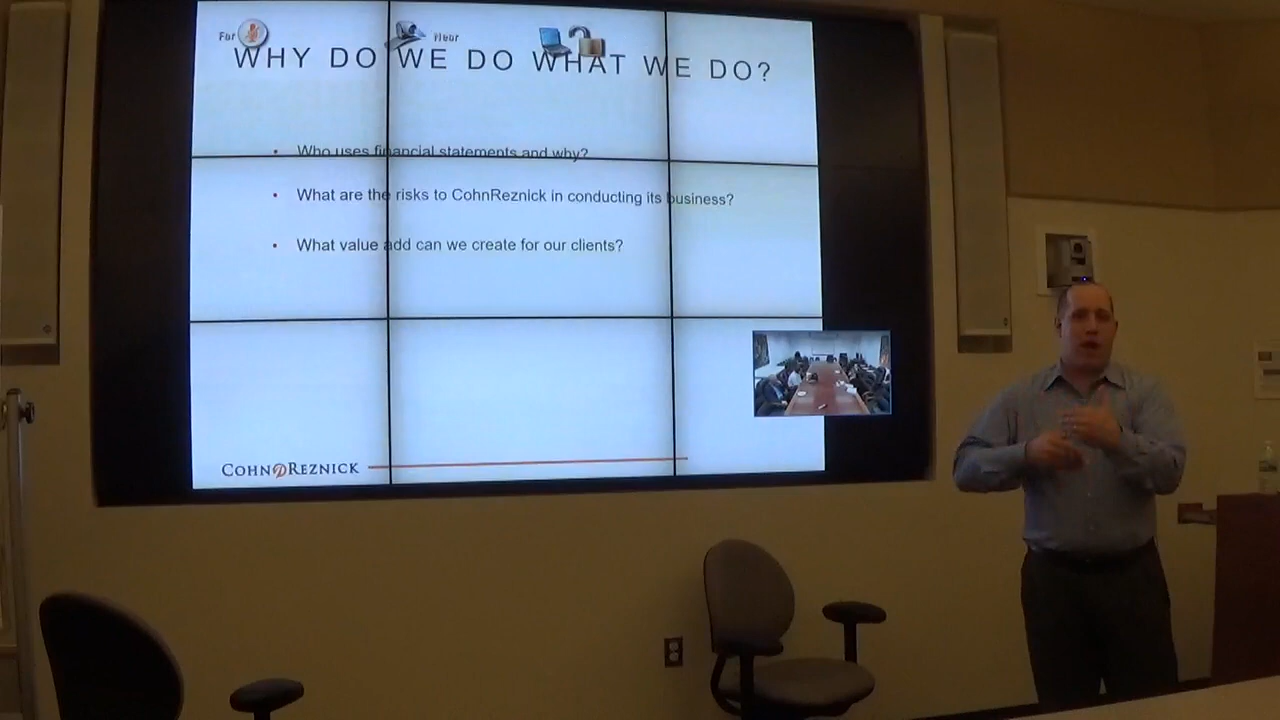 Far
Near
WHY DO WE DO WHAT WE DO?
• Who uses financial statements and why?
• What are the risks to CohnReznick in conducting its business?
• What value add can we create for our clients?
COHNREZNICK